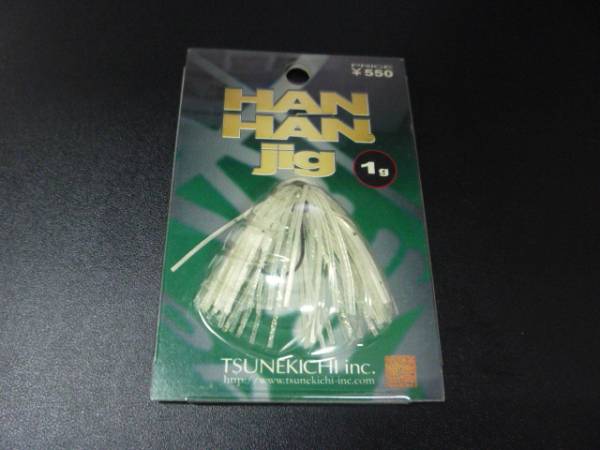 PRICE
¥550
HAN
HAN
jig
1g
TSUNEKICHI inc.
http://www.tsunekichi-inc.com